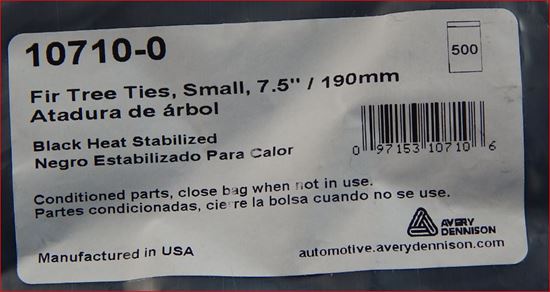 10710-0
500
Fir Tree Ties, Small, 7.5" / 190mm
Atadura de árbol
Black Heat Stabilized
Negro Estabilizado Para Calor
0 97153 10710 6
Conditioned parts, close bag when not in use.
Partes condicionadas, cierre la bolsa cuando no se use.
AVERY
DENNISON
Manufactured in USA
automotive.averydennison.com